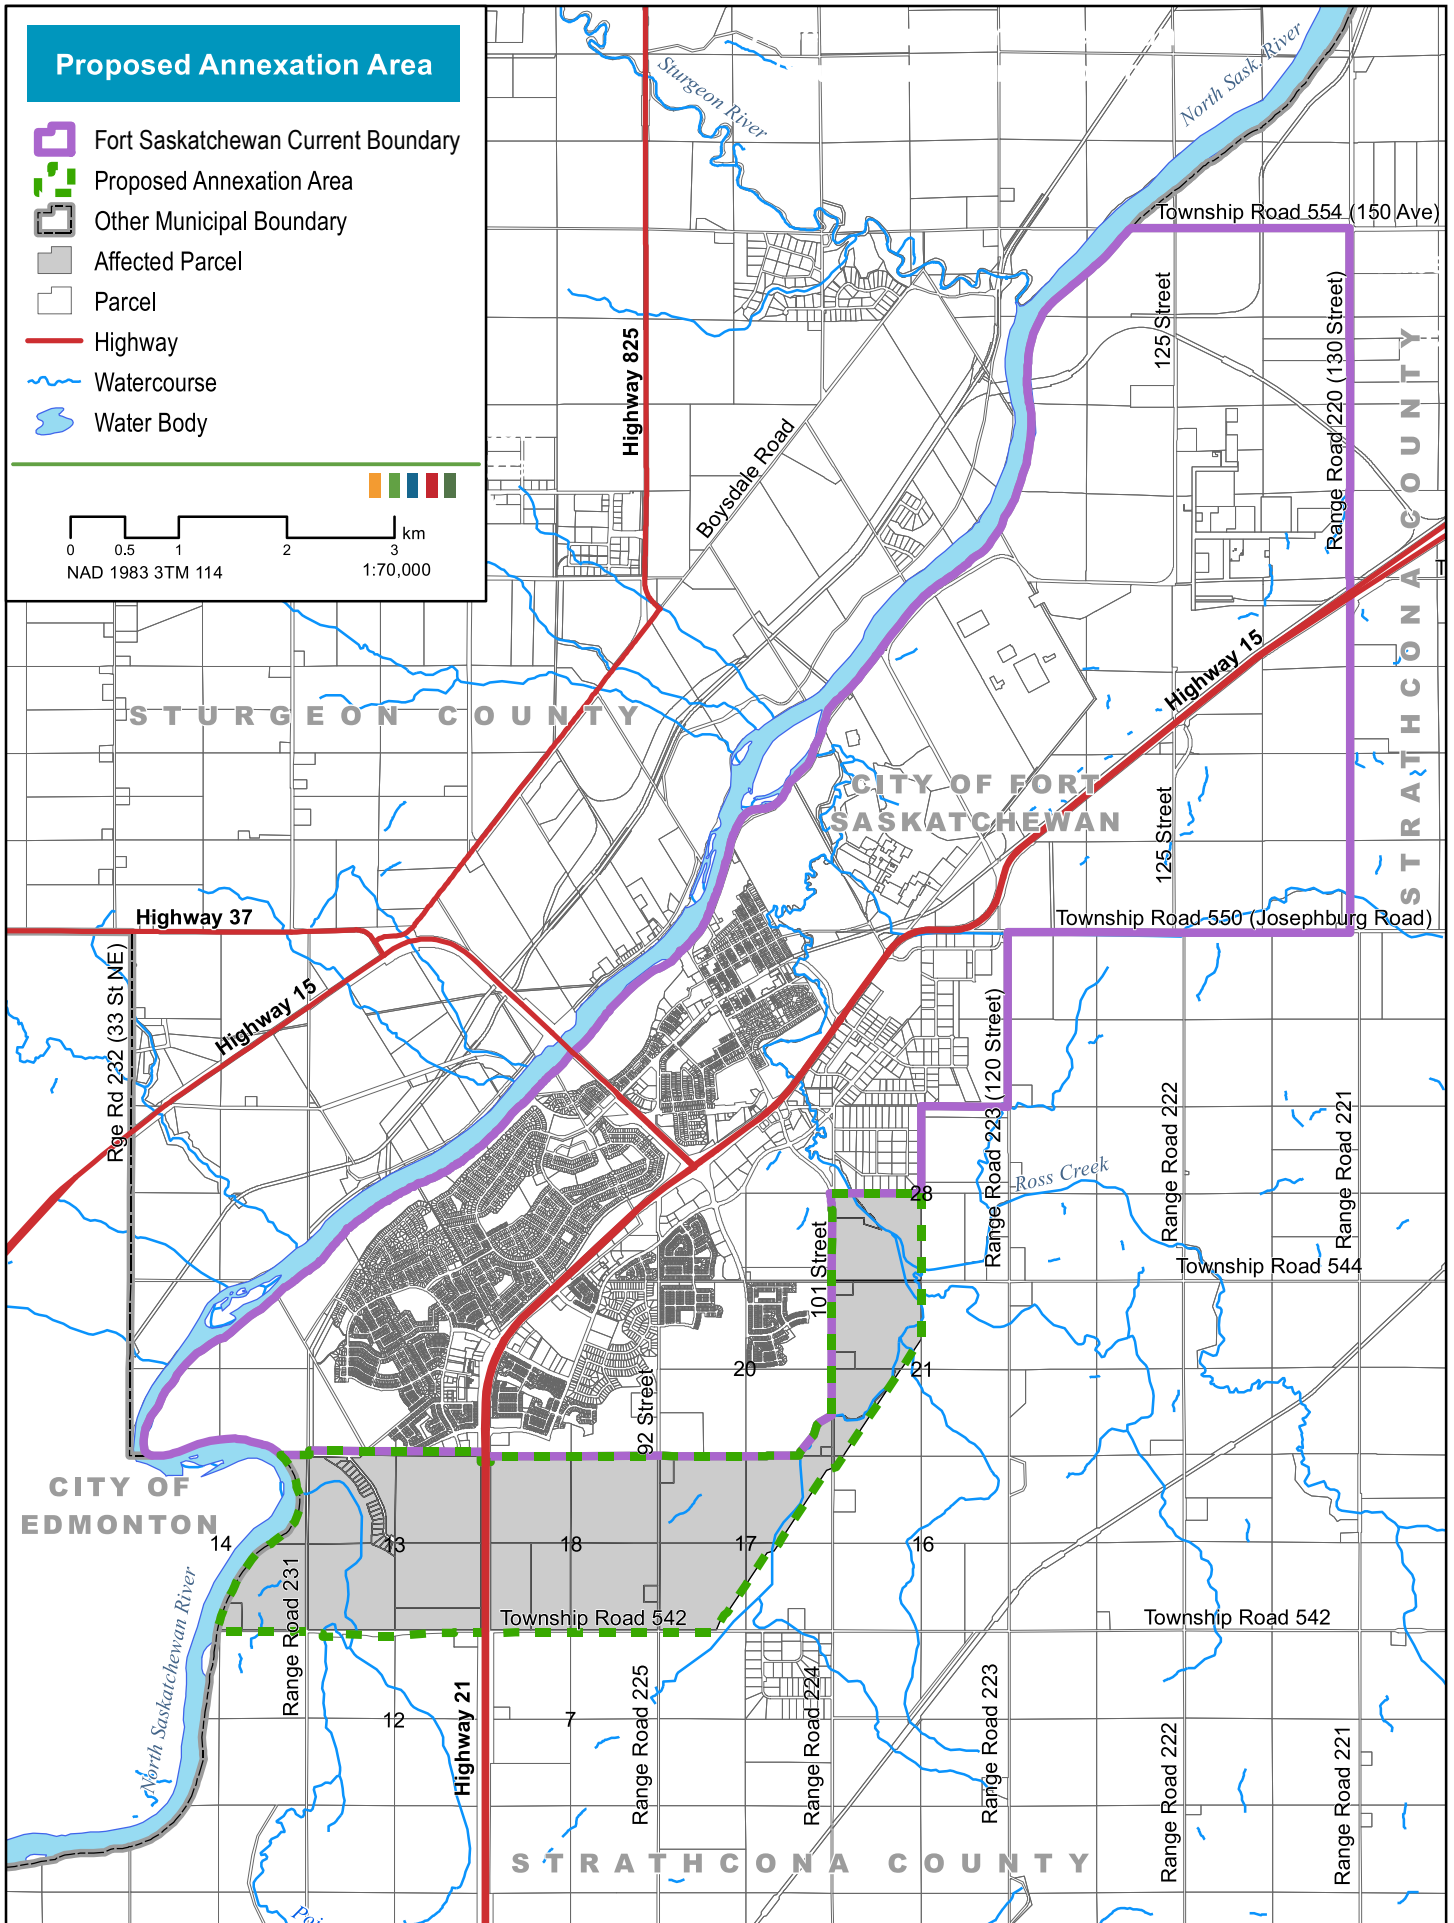 Proposed Annexation Area
Fort Saskatchewan Current Boundary
Proposed Annexation Area
Other Municipal Boundary
Affected Parcel
Parcel
Highway
Watercourse
Water Body
km
0 0.5 1 2 3
NAD 1983 3TM 114 1:70,000
Sturgeon River
North Sask. River
Township Road 554 (150 Ave)
125 Street
Range Road 220 (130 Street)
Highway 825
Boysdale Road
STRATHCONA COUNTY
T
Highway 15
STURGEON COUNTY
CITY OF FORT
SASKATCHEWAN
125 Street
Highway 37
Township Road 550 (Josephburg Road)
Rge Rd 232 (33 St NE)
Highway 15
Range Road 223 (120 Street)
Range Road 222
Range Road 221
Ross Creek
28
101 Street
Township Road 544
20
21
92 Street
CITY OF
EDMONTON
14
13
18
17
16
Range Road 231
Township Road 542
Township Road 542
North Saskatchewan River
12
7
Highway 21
Range Road 225
Range Road 224
Range Road 223
Range Road 222
Range Road 221
STRATHCONA COUNTY